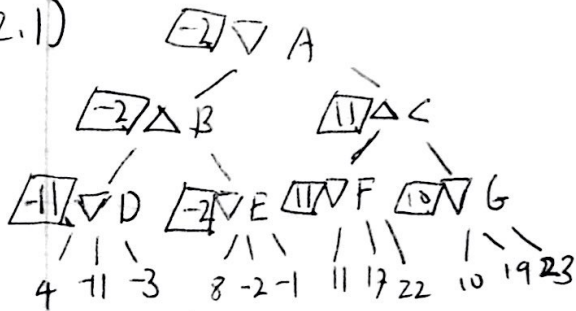 2.1)
-2 ▽ A
-2 △ B 11 △ C
-11 ▽ D -2 ▽ E 11 ▽ F 10 ▽ G
4 -11 -3 8 -2 -1 11 17 22 10 19 23